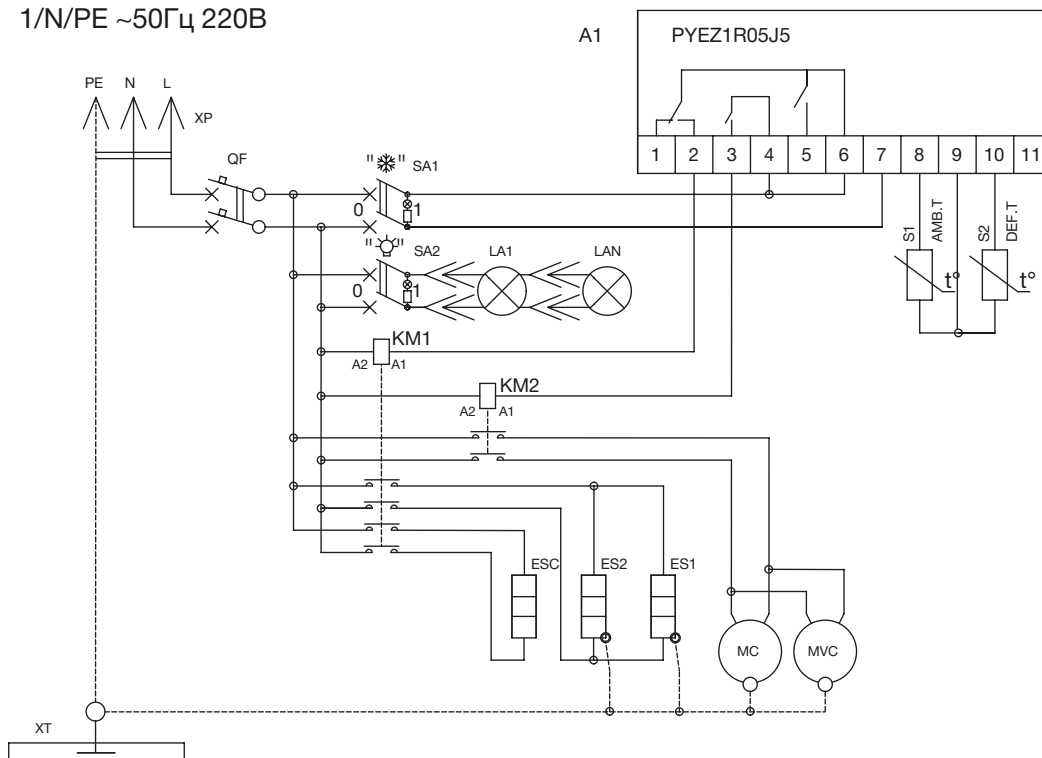 1/N/PE ~50Гц 220В
A1 PYEZ1R05J5
PE N L
XP
1 2 3 4 5 6 7 8 9 10 11
QF
"❄" SA1
0 1
S1 AMB.T
S2 DEF.T
t° t°
" " SA2 LA1 LAN
0 1
KM1
A2 A1
KM2
A2 A1
ESC ES2 ES1
MC MVC
XT